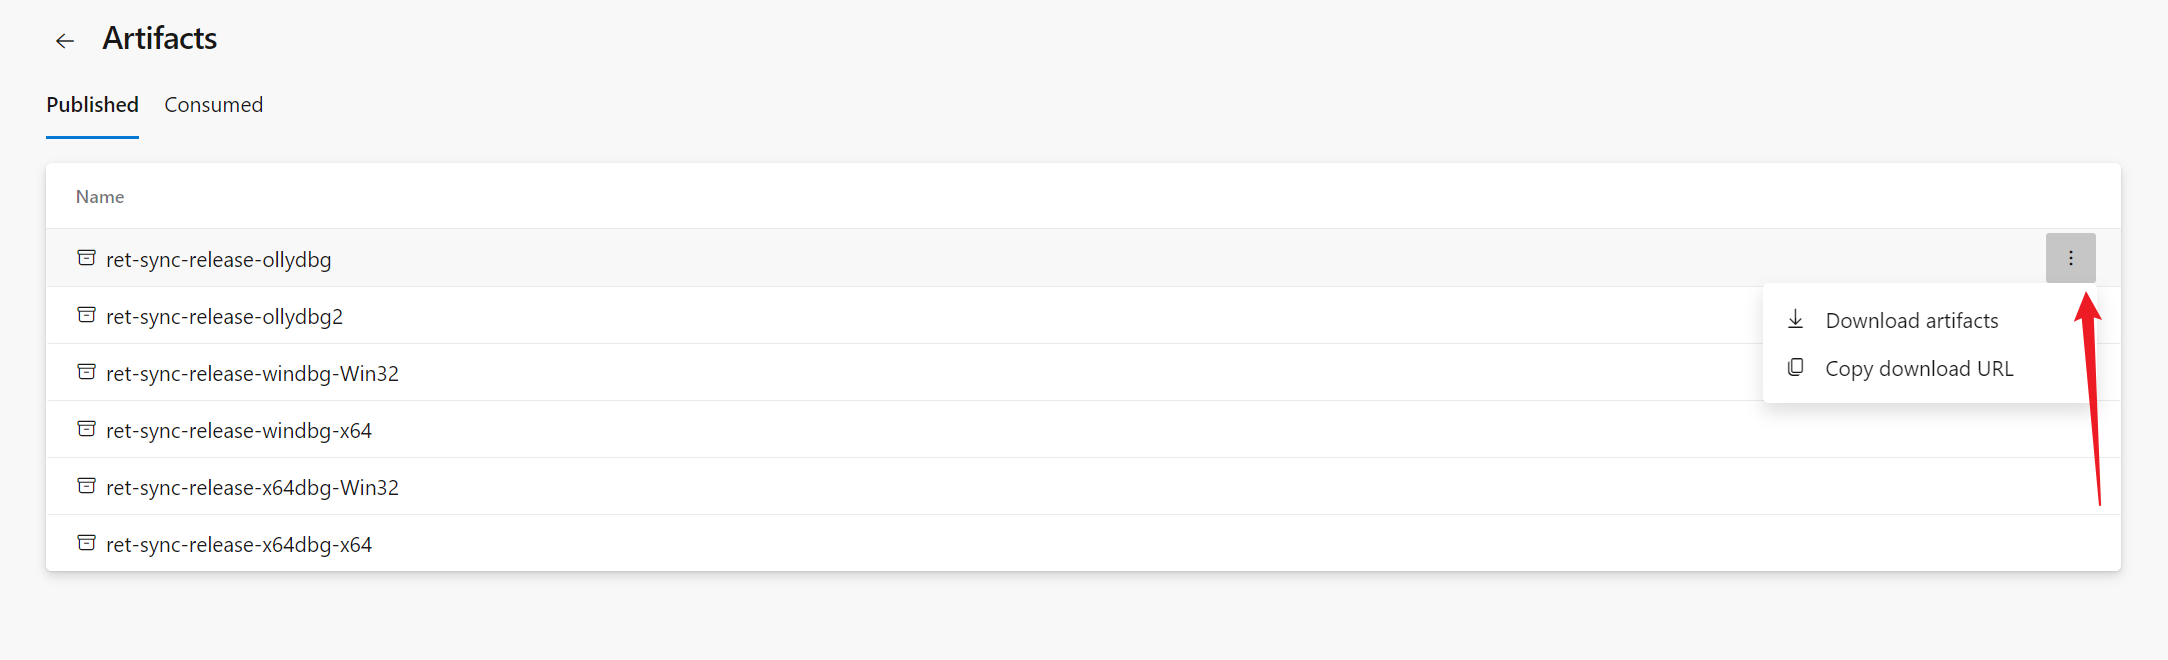 Artifacts
Published Consumed
Name
ret-sync-release-ollydbg
ret-sync-release-ollydbg2
Download artifacts
ret-sync-release-windbg-Win32
Copy download URL
ret-sync-release-windbg-x64
ret-sync-release-x64dbg-Win32
ret-sync-release-x64dbg-x64